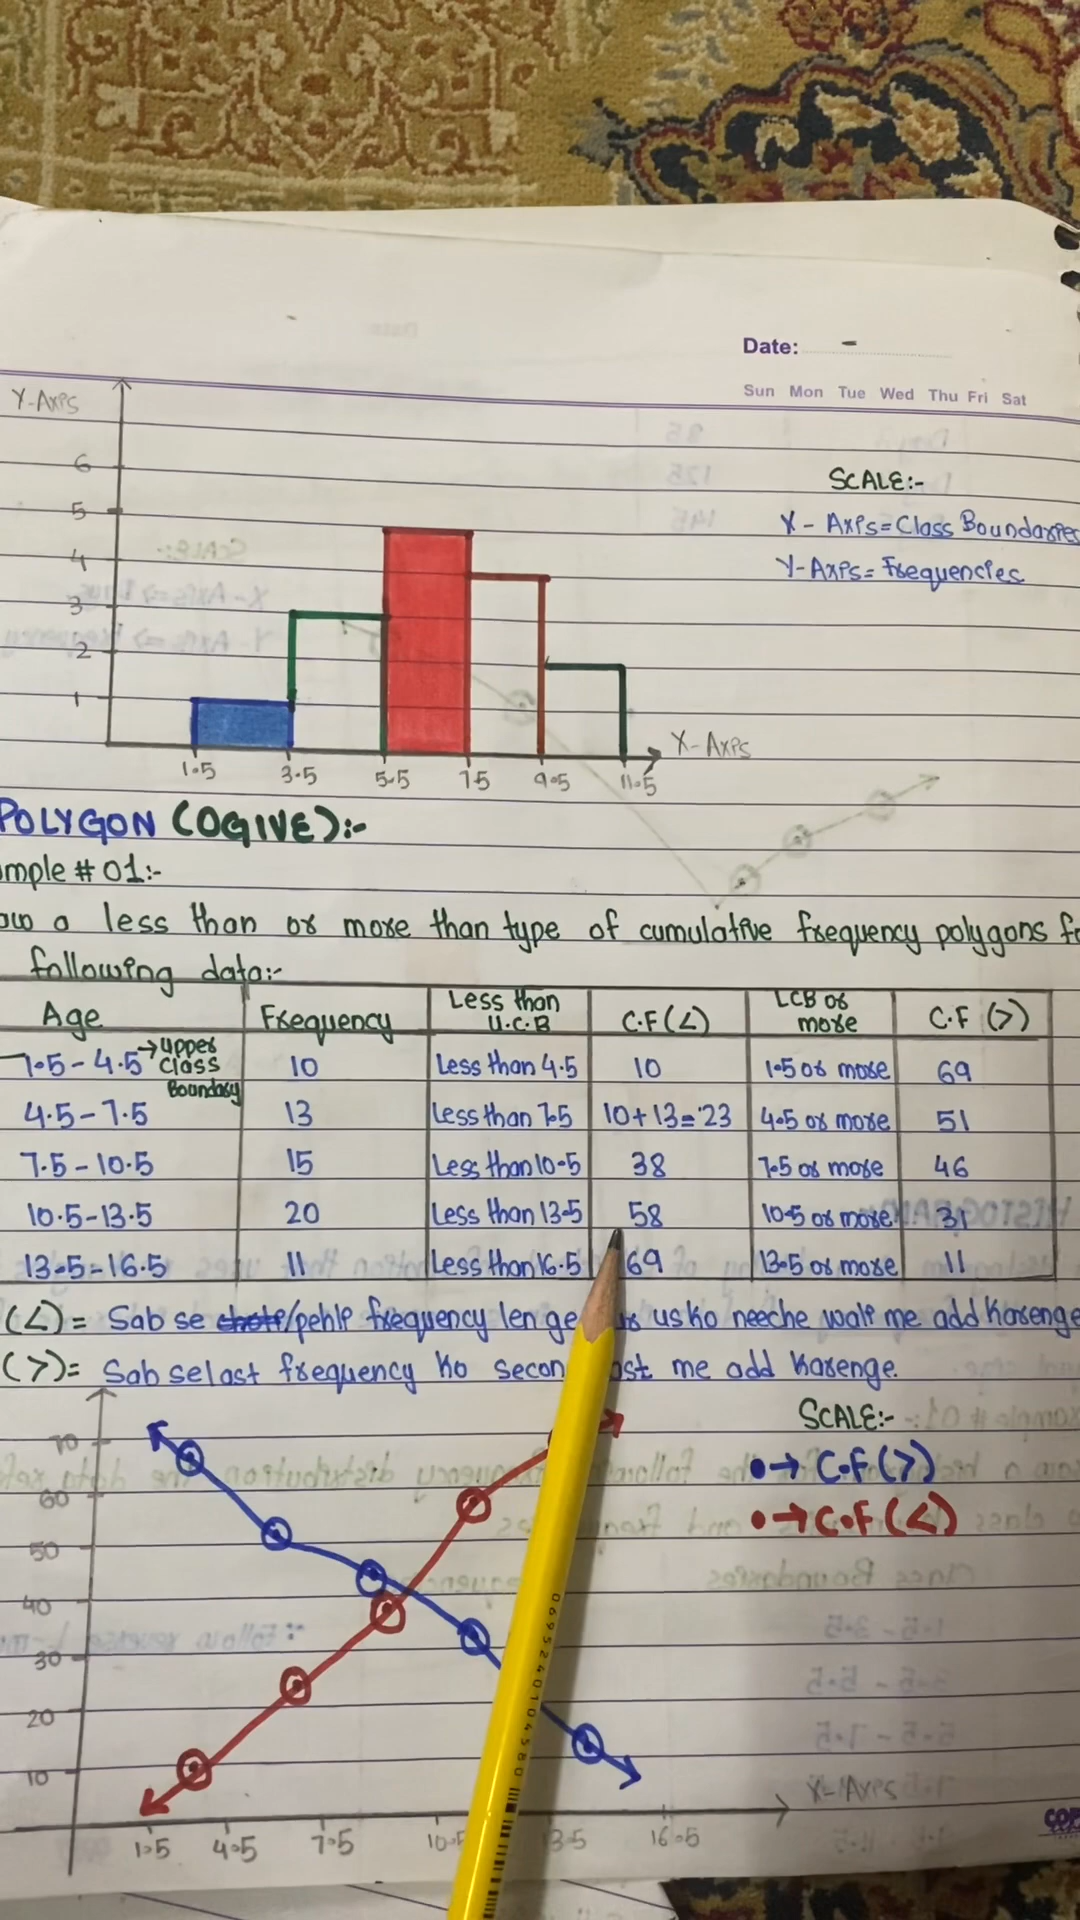 Date: -
Sun Mon Tue Wed Thu Fri Sat
Y-Axis
6
5
4
3
2
1
1.5 3.5 5.5 7.5 9.5 11.5
X-Axis
SCALE:-
X - Axis = Class Boundaries
Y-Axis = Frequencies
POLYGON (OGIVE):-
mple # 01:-
a less than or more than type of cumulative frequency polygons
following data:-
Age Frequency Less than U.C.B C.F(<) LCB or more C.F (>)
1.5 - 4.5 → upper class Boundary 10 Less than 4.5 10 1.5 or more 69
4.5 - 7.5 13 Less than 7.5 10+13=23 4.5 or more 51
7.5 - 10.5 15 Less than 10.5 38 7.5 or more 46
10.5 - 13.5 20 Less than 13.5 58 10.5 or more 31
13.5 - 16.5 11 Less than 16.5 69 13.5 or more 11
(<) = Sab se /pehle frequency lenge us ko neeche wali me add karenge
(>) = Sab se last frequency ko me add karenge.
SCALE:-
• → C.F (>)
• → C.F (<)
70
60
50
40
30
20
10
1.5 4.5 7.5 10.5 13.5 16.5
X-Axis
0695240104580